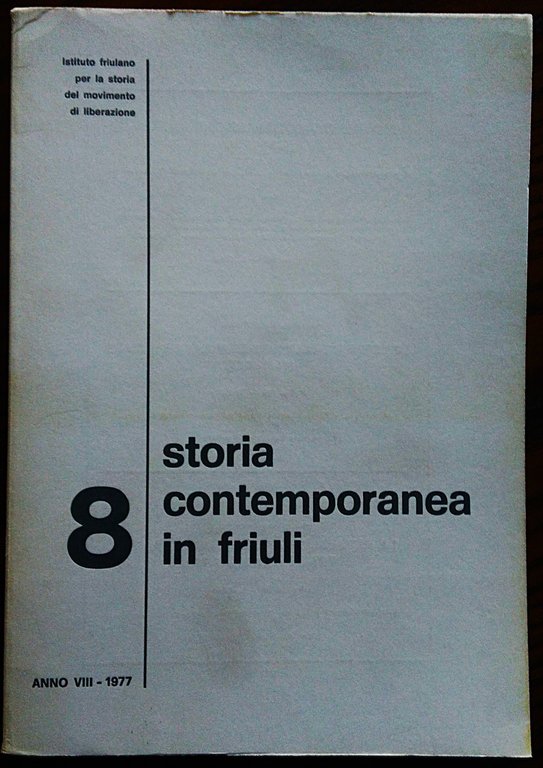 Istituto friulano
per la storia
del movimento
di liberazione
8
storia
contemporanea
in friuli
ANNO VIII - 1977